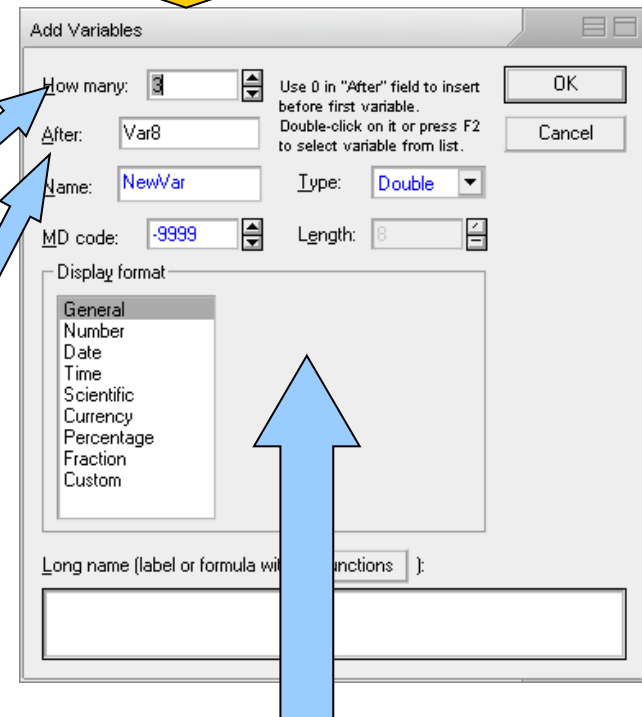 Add Variables
How many: 3
Use 0 in "After" field to insert
before first variable.
Double-click on it or press F2
to select variable from list.
OK
After: Var8
Cancel
Name: NewVar
Type: Double
MD code: -9999
Length: 8
Display format
General
Number
Date
Time
Scientific
Currency
Percentage
Fraction
Custom
Long name (label or formula ):